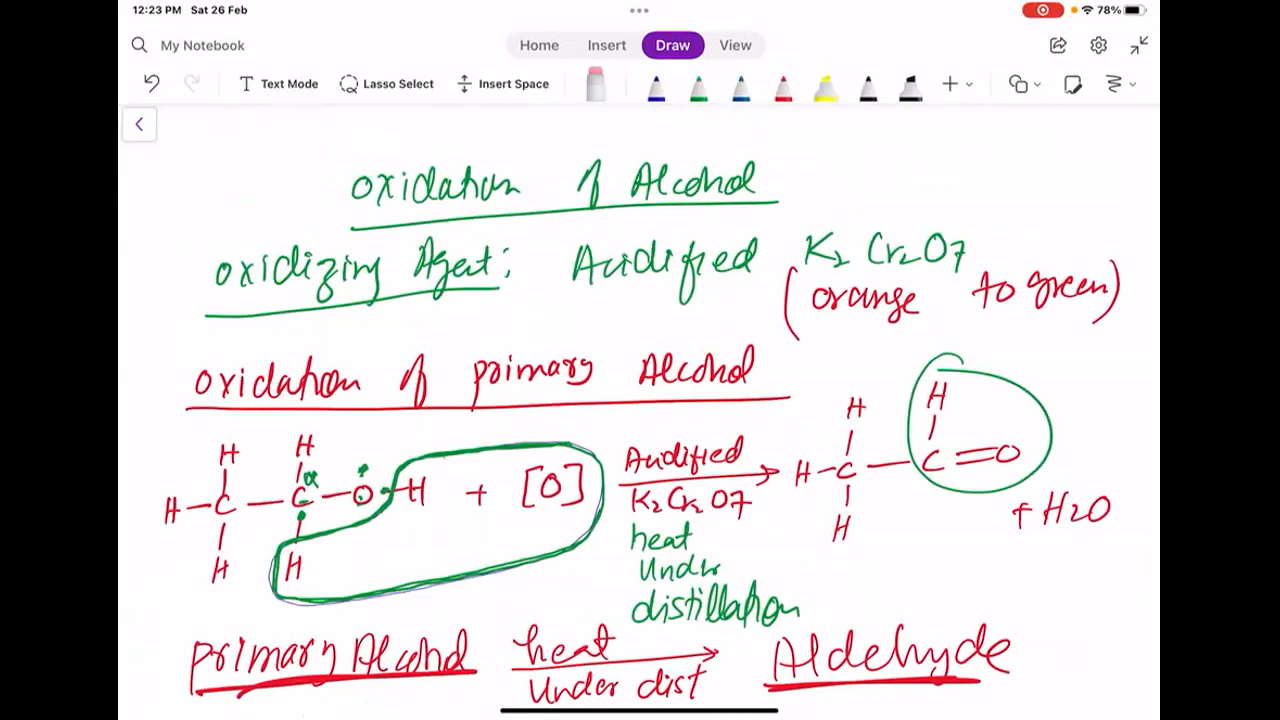 12:23 PM Sat 26 Feb
78%
My Notebook
Home Insert Draw View
Text Mode Lasso Select Insert Space
oxidation of Alcohol
oxidizing Agent: Acidified K2 Cr2O7
(orange to green)
oxidation of primary Alcohol
H H H H
H-C-C-O-H + [O] Acidified H-C-C=O
α
K2Cr2O7
H H H
+ H2O
heat
Under
distillation
primary Alcohol heat Aldehyde
Under dist